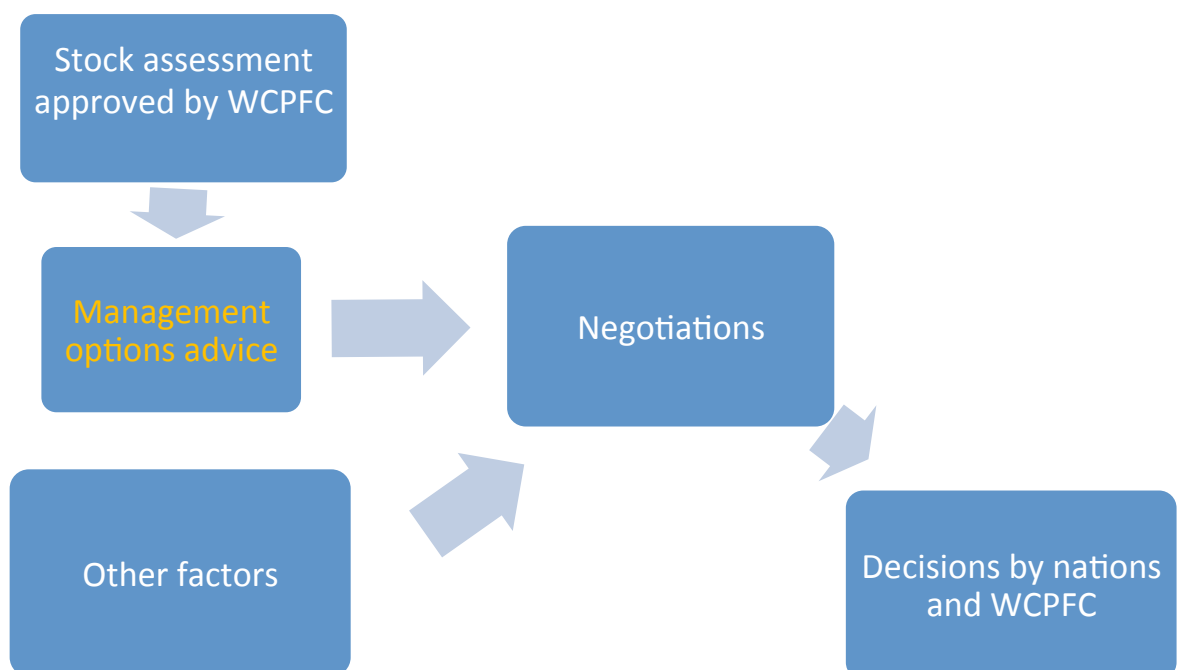 Stock assessment
approved by WCPFC
Management
options advice
Negotiations
Other factors
Decisions by nations
and WCPFC